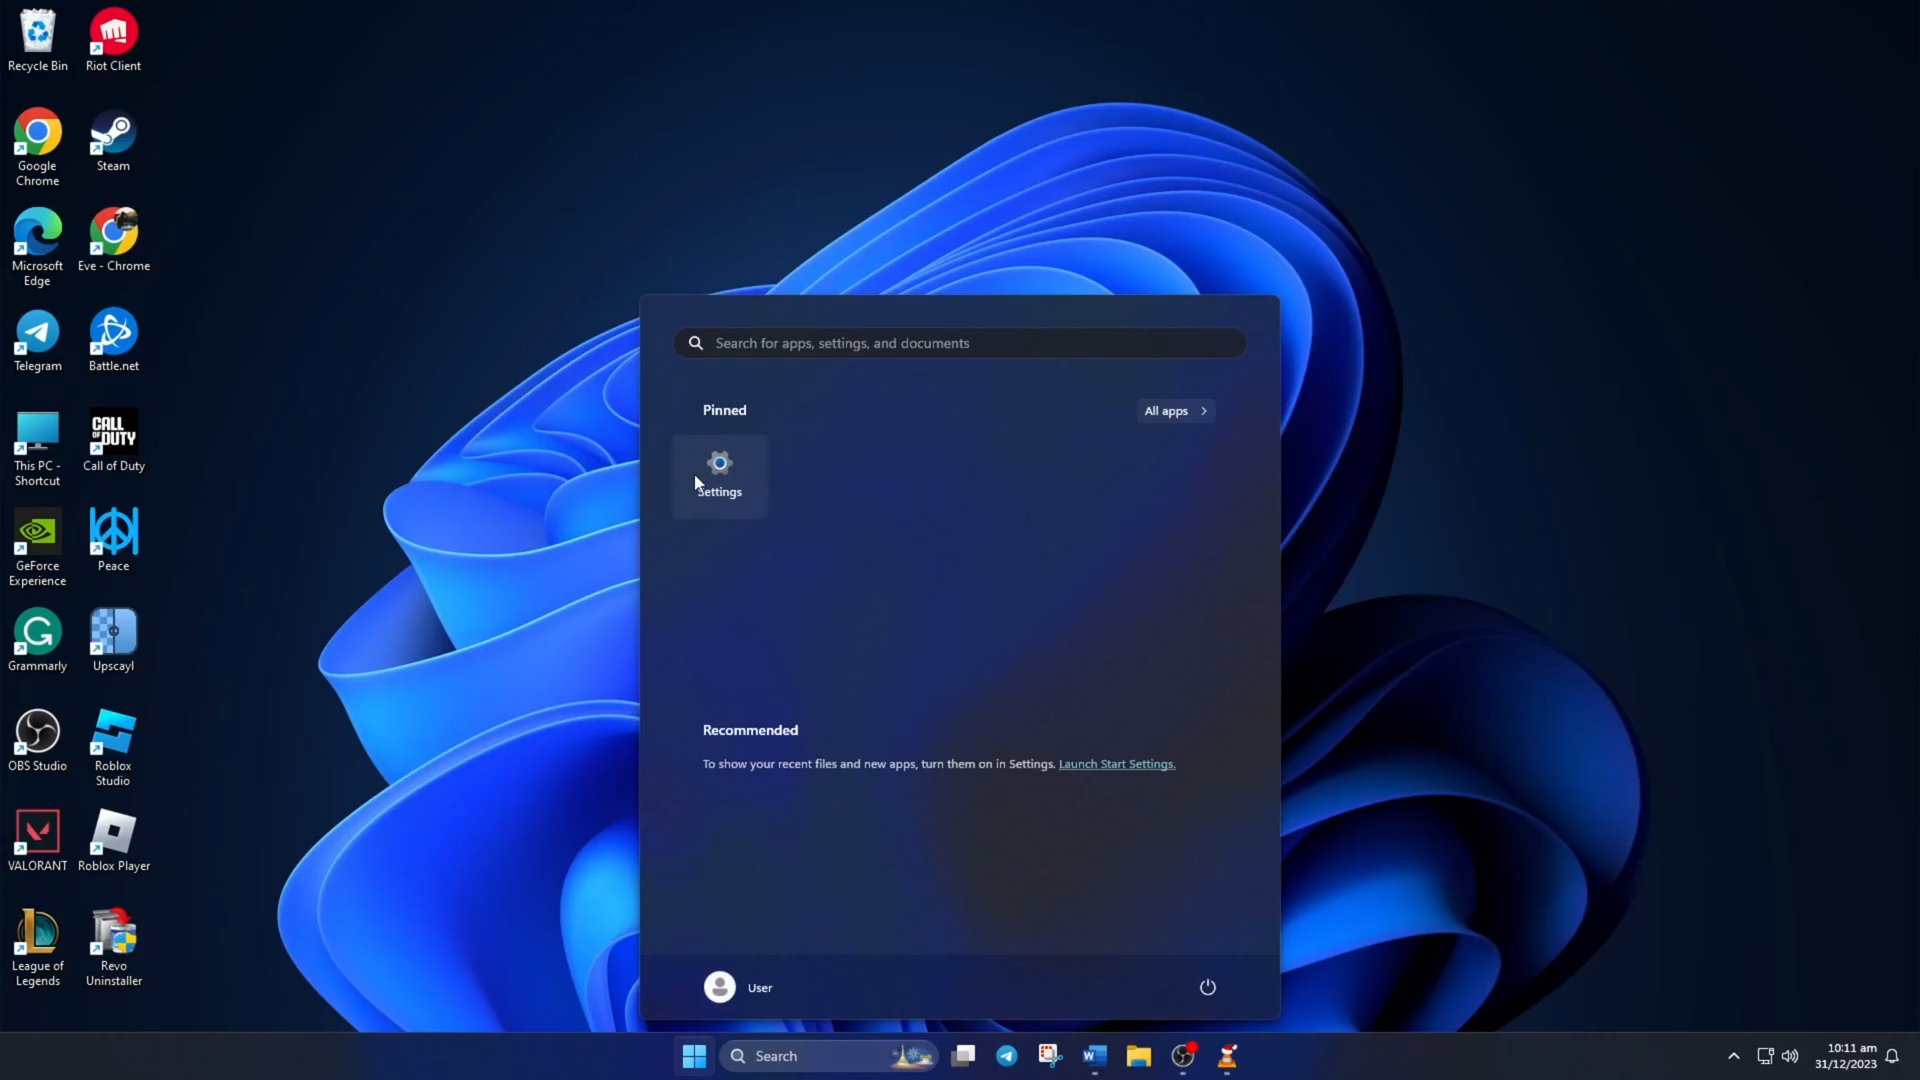 Recycle Bin
Riot Client
Google
Chrome
Steam
Microsoft
Edge
Eve - Chrome
Telegram
Battle.net
This PC -
Shortcut
CALL OF DUTY
Call of Duty
GeForce
Experience
Peace
Grammarly
Upscayl
OBS Studio
Roblox
Studio
VALORANT
Roblox Player
League of
Legends
Revo
Uninstaller
Search for apps, settings, and documents
Pinned
All apps
Settings
Recommended
To show your recent files and new apps, turn them on in Settings. Launch Start Settings.
User
Search
10:11 am
31/12/2023